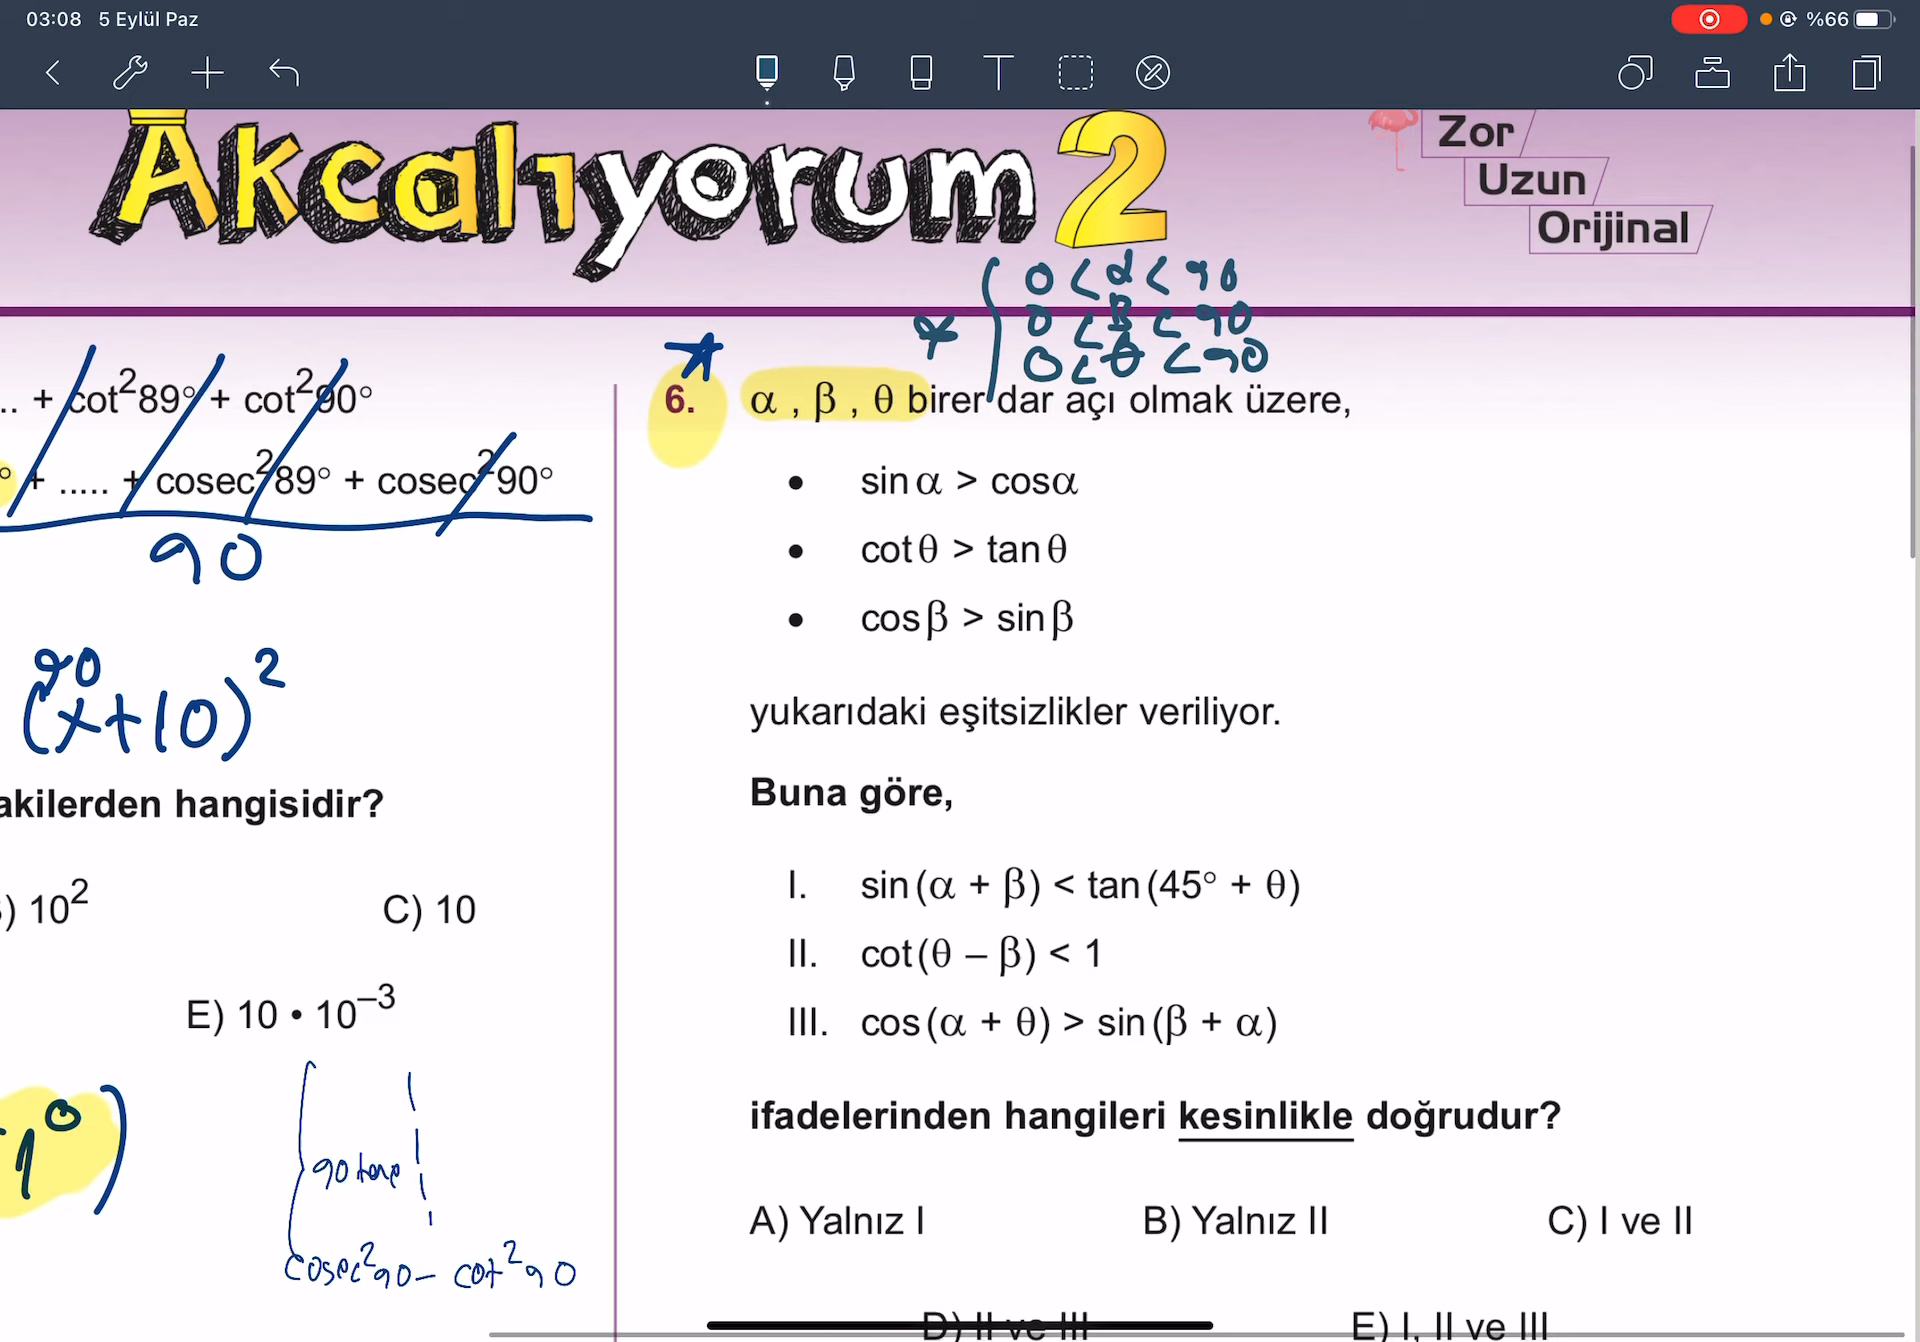 03:08 5 Eylül Paz
%66
Akcalıyorum 2
Zor
Uzun
Orijinal
0 < α < 90
0 < β < 90
0 < θ < 90
.. + cot²89° + cot²90°
° + ..... + cosec²89° + cosec²90°
90
90
(x+10)²
akilerden hangisidir?
) 10²
C) 10
E) 10 • 10⁻³
1°)
90 tane
cosec²90 – cot²90
6. α , β , θ birer dar açı olmak üzere,
• sin α > cosα
• cot θ > tan θ
• cos β > sin β
yukarıdaki eşitsizlikler veriliyor.
Buna göre,
I. sin (α + β) < tan (45° + θ)
II. cot (θ – β) < 1
III. cos (α + θ) > sin (β + α)
ifadelerinden hangileri kesinlikle doğrudur?
A) Yalnız I
B) Yalnız II
C) I ve II
D) II ve III
E) I, II ve III